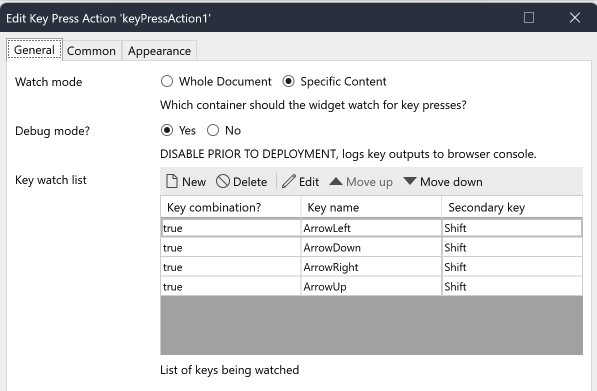 Edit Key Press Action 'keyPressAction1'
General Common Appearance
Watch mode Whole Document Specific Content
Which container should the widget watch for key presses?
Debug mode? Yes No
DISABLE PRIOR TO DEPLOYMENT, logs key outputs to browser console.
Key watch list New Delete Edit Move up Move down
Key combination? Key name Secondary key
true ArrowLeft Shift
true ArrowDown Shift
true ArrowRight Shift
true ArrowUp Shift
List of keys being watched